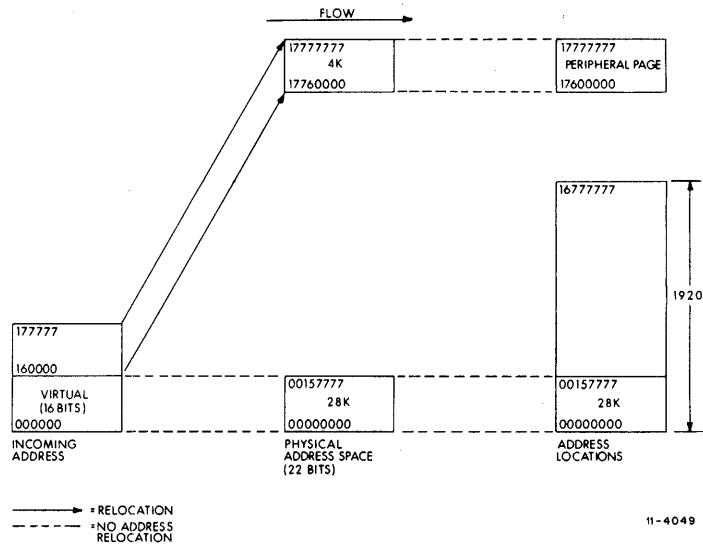 FLOW
17777777
4K
17760000
17777777
PERIPHERAL PAGE
17600000
16777777
1920
177777
160000
VIRTUAL
(16 BITS)
000000
00157777
28K
00000000
00157777
28K
00000000
INCOMING
ADDRESS
PHYSICAL
ADDRESS SPACE
(22 BITS)
ADDRESS
LOCATIONS
= RELOCATION
= NO ADDRESS
RELOCATION
11-4049